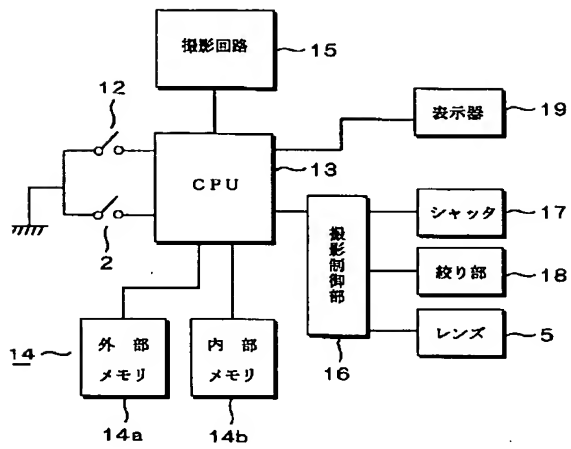 撮影回路
15
12
表示器
19
13
CPU
シャッタ
17
撮影制御部
2
絞り部
18
14
外部
メモリ
内部
メモリ
レンズ
5
16
14a
14b